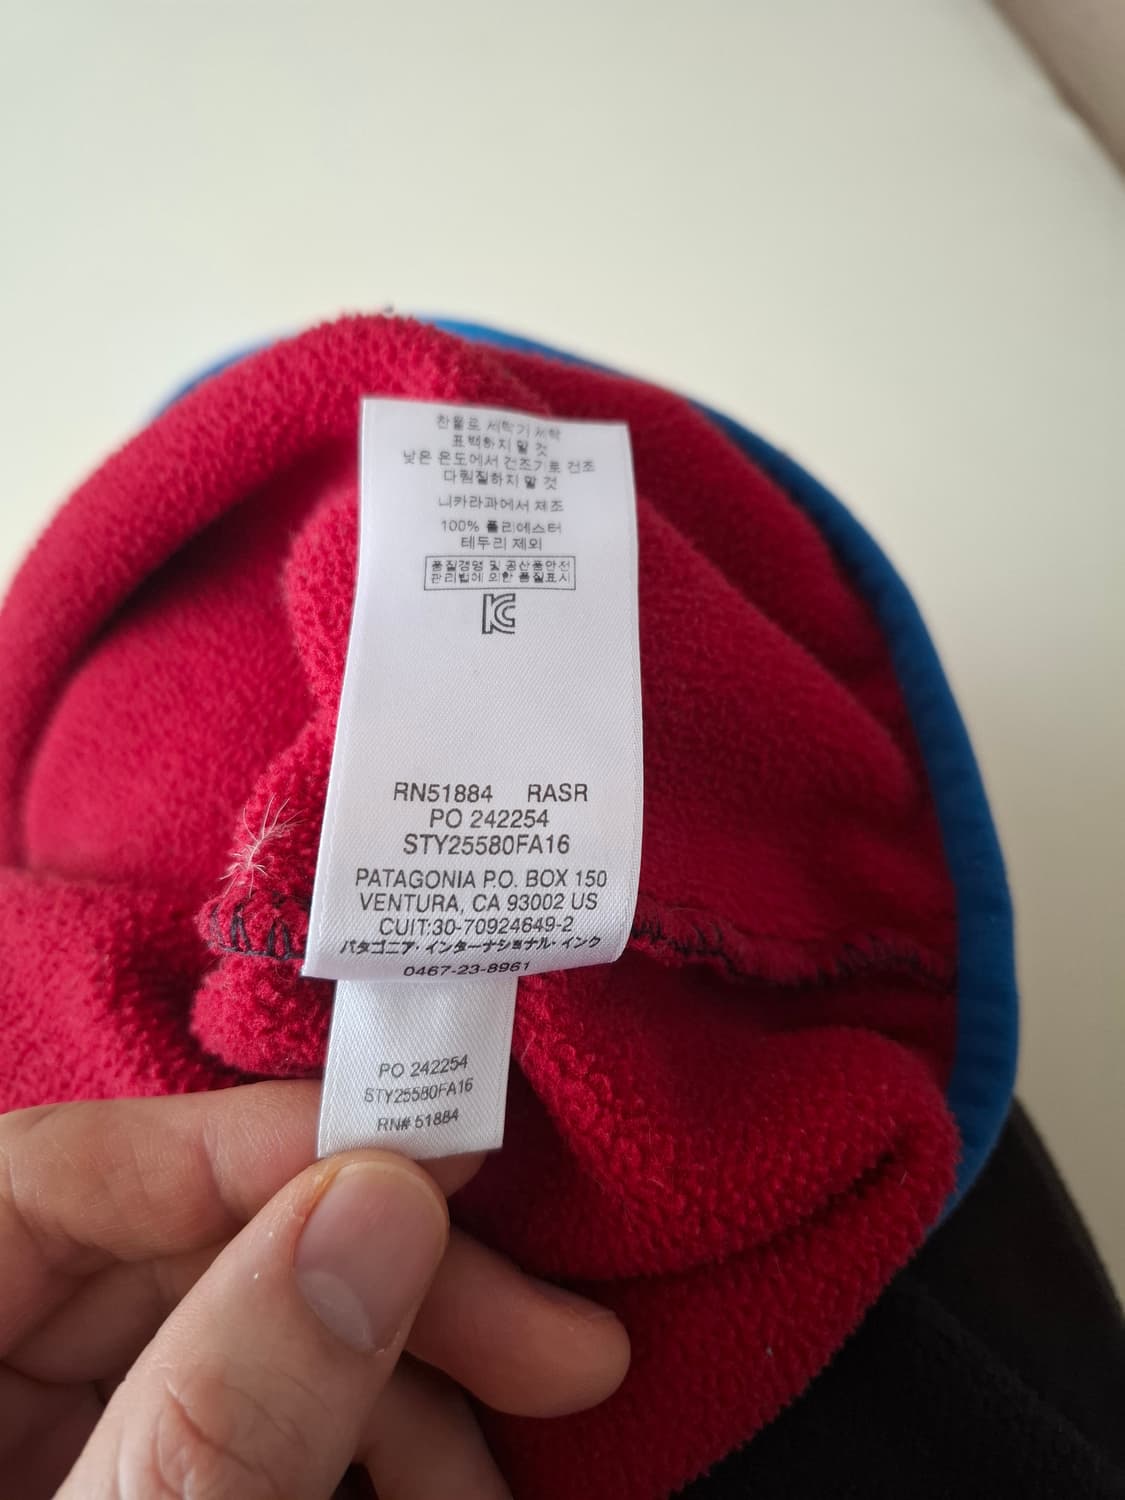 찬물로 세탁기 세탁
표백하지 말 것
낮은 온도에서 건조기로 건조
다림질하지 말 것
니카라과에서 제조
100% 폴리에스터
테두리 제외
품질경영 및 공산품안전
관리법에 의한 품질표시
RN51884 RASR
PO 242254
STY25580FA16
PATAGONIA P.O. BOX 150
VENTURA, CA 93002 US
CUIT:30-70924649-2
パタゴニア・インターナショナル・インク
0467-23-8961
PO 242254
STY25580FA16
RN# 51884